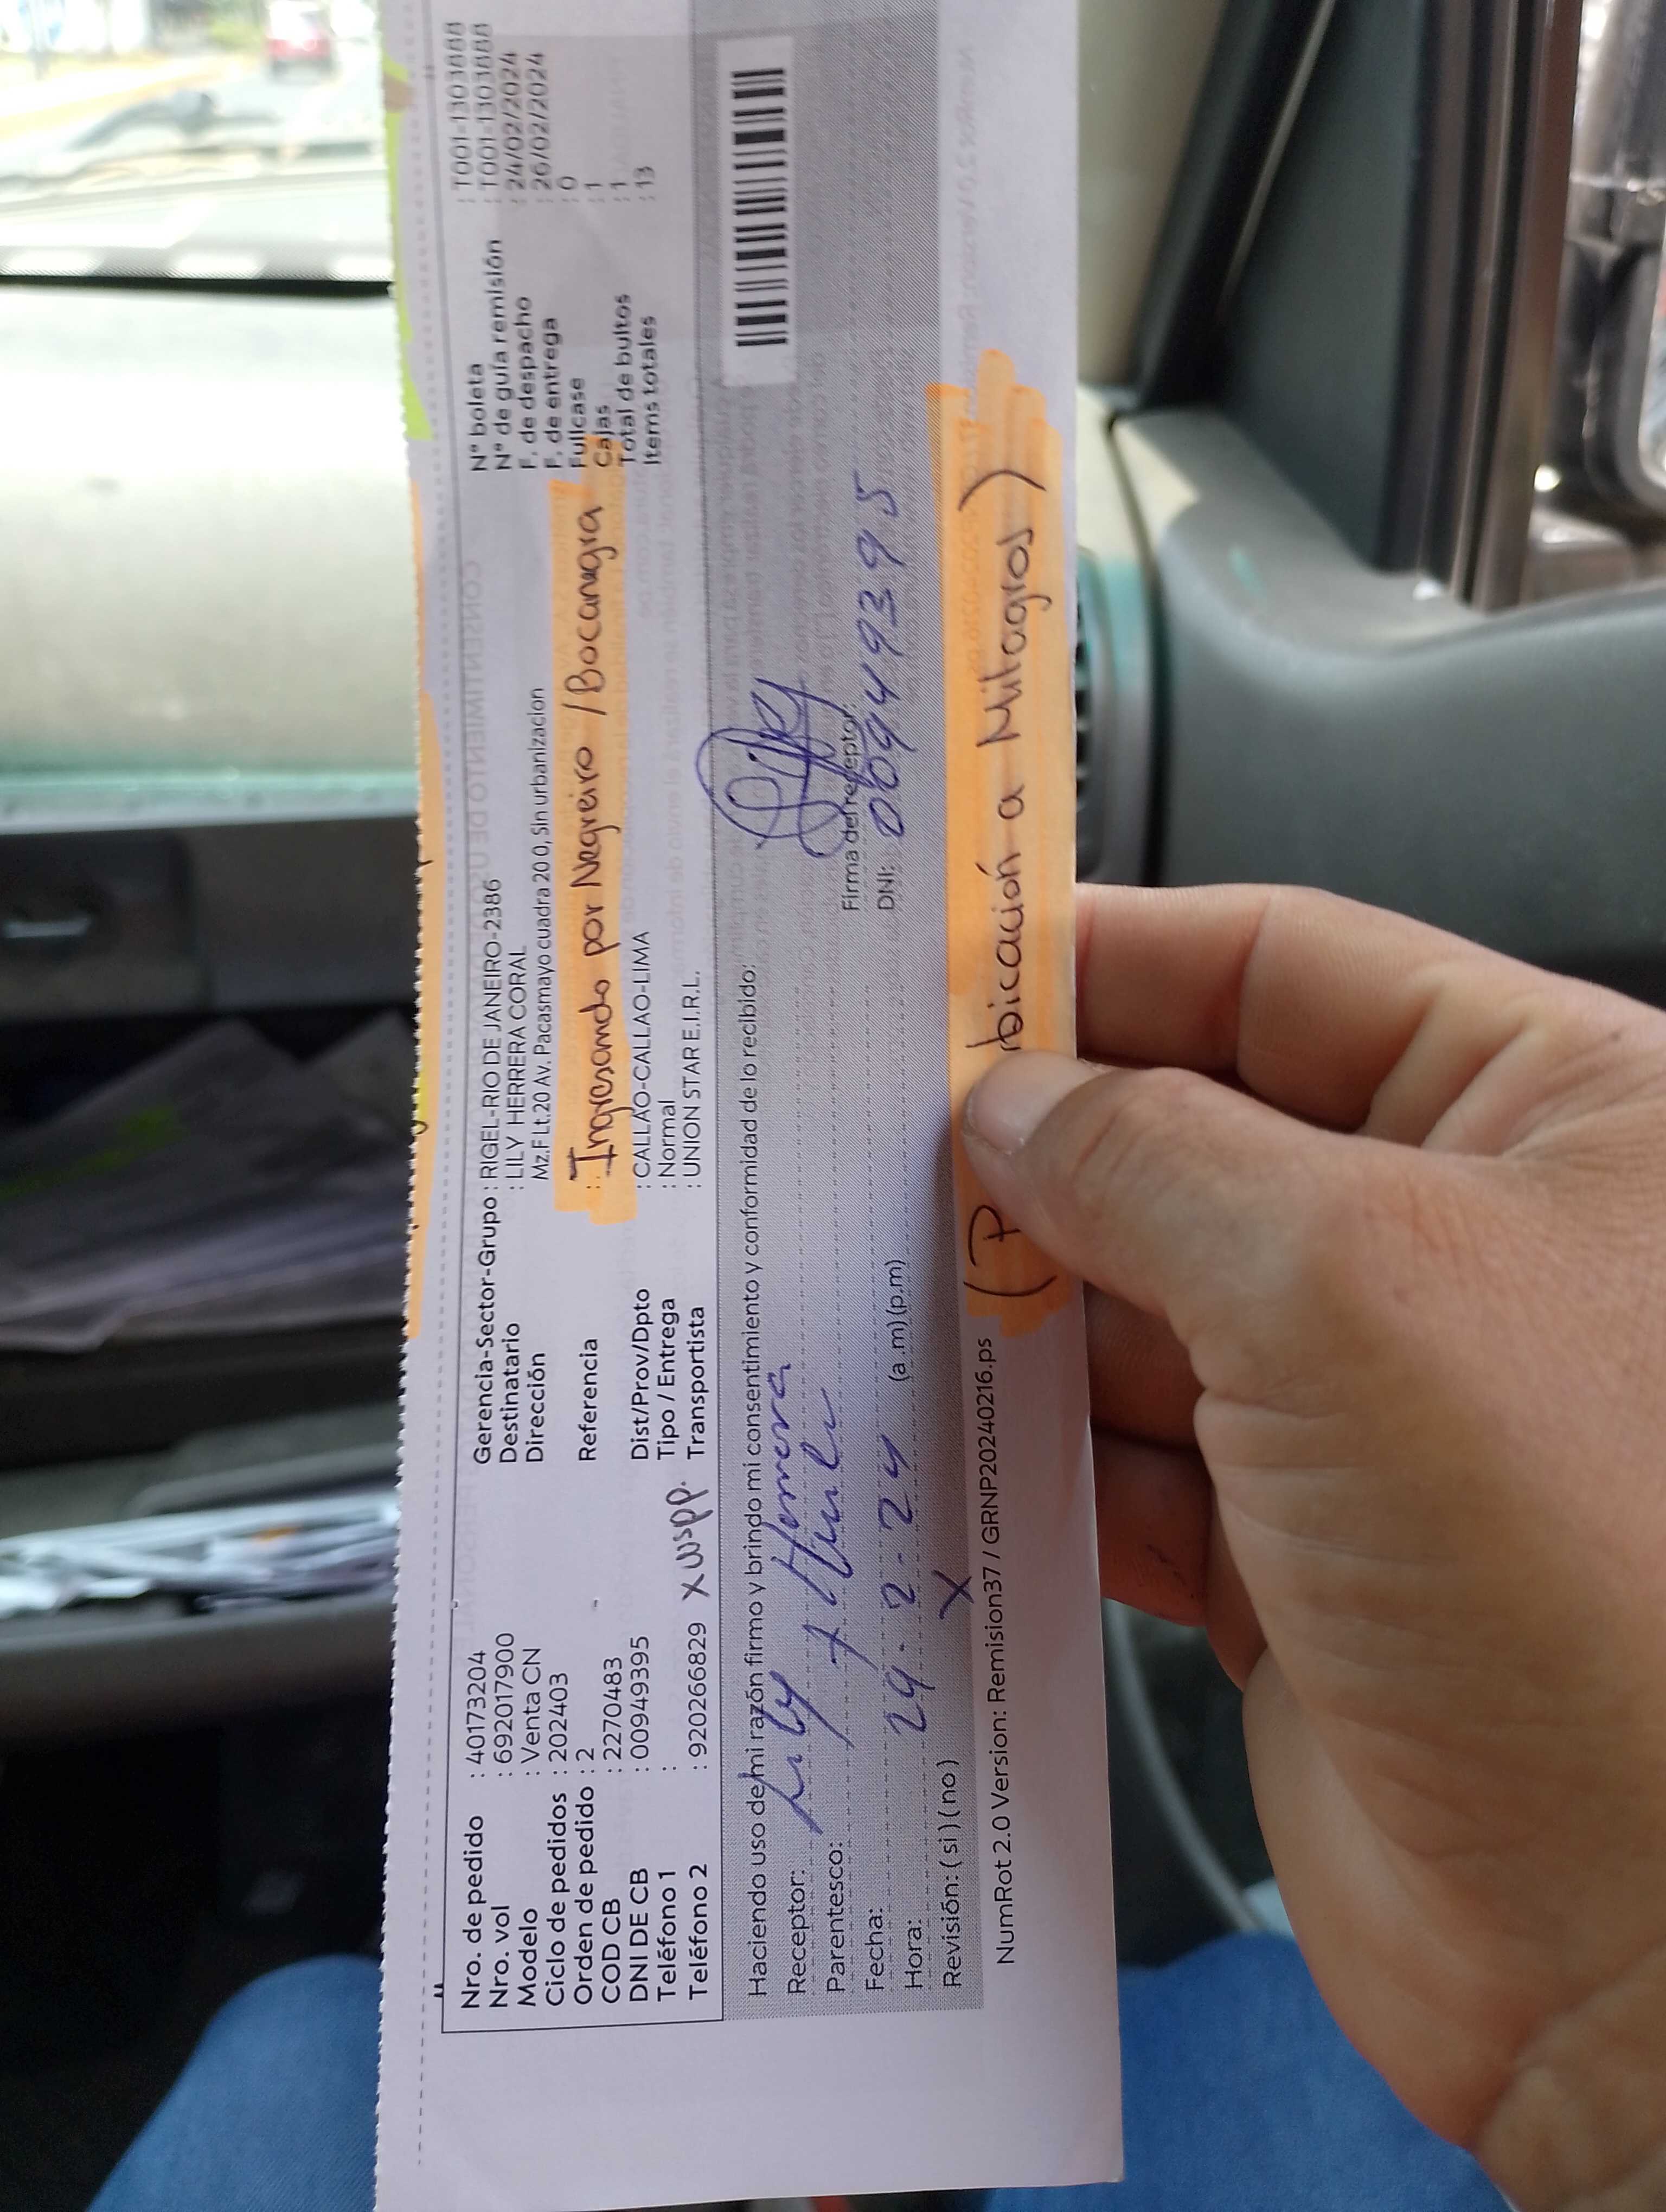 Nro. de pedido : 40173204
Nro. vol : 692017900
Modelo : Venta CN
Ciclo de pedidos : 202403
Orden de pedido : 2
COD CB : 2270483
DNI DE CB : 00949395
Teléfono 1 :
Teléfono 2 : 920266829 x wspp.
Gerencia-Sector-Grupo : RIGEL-RIO DE JANEIRO-2386
Destinatario : LILY HERRERA CORAL
Dirección Mz.F Lt.20 Av. Pacasmayo cuadra 20 0, Sin urbanizacion
Referencia : Ingresando por Negreiro / Bocanegra
Dist/Prov/Dpto : CALLAO-CALLAO-LIMA
Tipo / Entrega : Normal
Transportista : UNION STAR E.I.R.L.
N° boleta : T001-1303888
N° de guía remisión : T001-1303888
F. de despacho : 24/02/2024
F. de entrega : 26/02/2024
Fullcase : 0
Cajas : 1
Total de bultos : 1
Items totales : 13
Haciendo uso de mi razón firmo y brindo mi consentimiento y conformidad de lo recibido:
Receptor: Lily Herrera
Parentesco:
Fecha: 29. 2. 24
Hora: (a.m) (p.m)
Revisión: ( si ) ( no ) X
Firma del receptor:
DNI: 00949395
NumRot 2.0 Version: Remision37 / GRNP20240216.ps
bicación a Milagros)